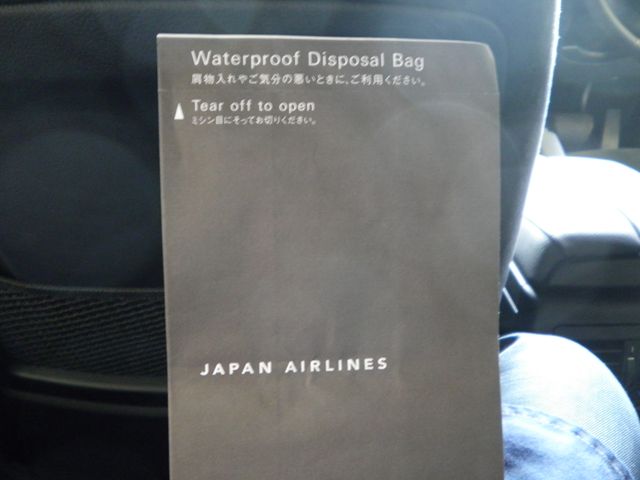 Waterproof Disposal Bag
屑物入れやご気分の悪いときに、ご利用ください。
Tear off to open
ミシン目にそってお切りください。
JAPAN AIRLINES